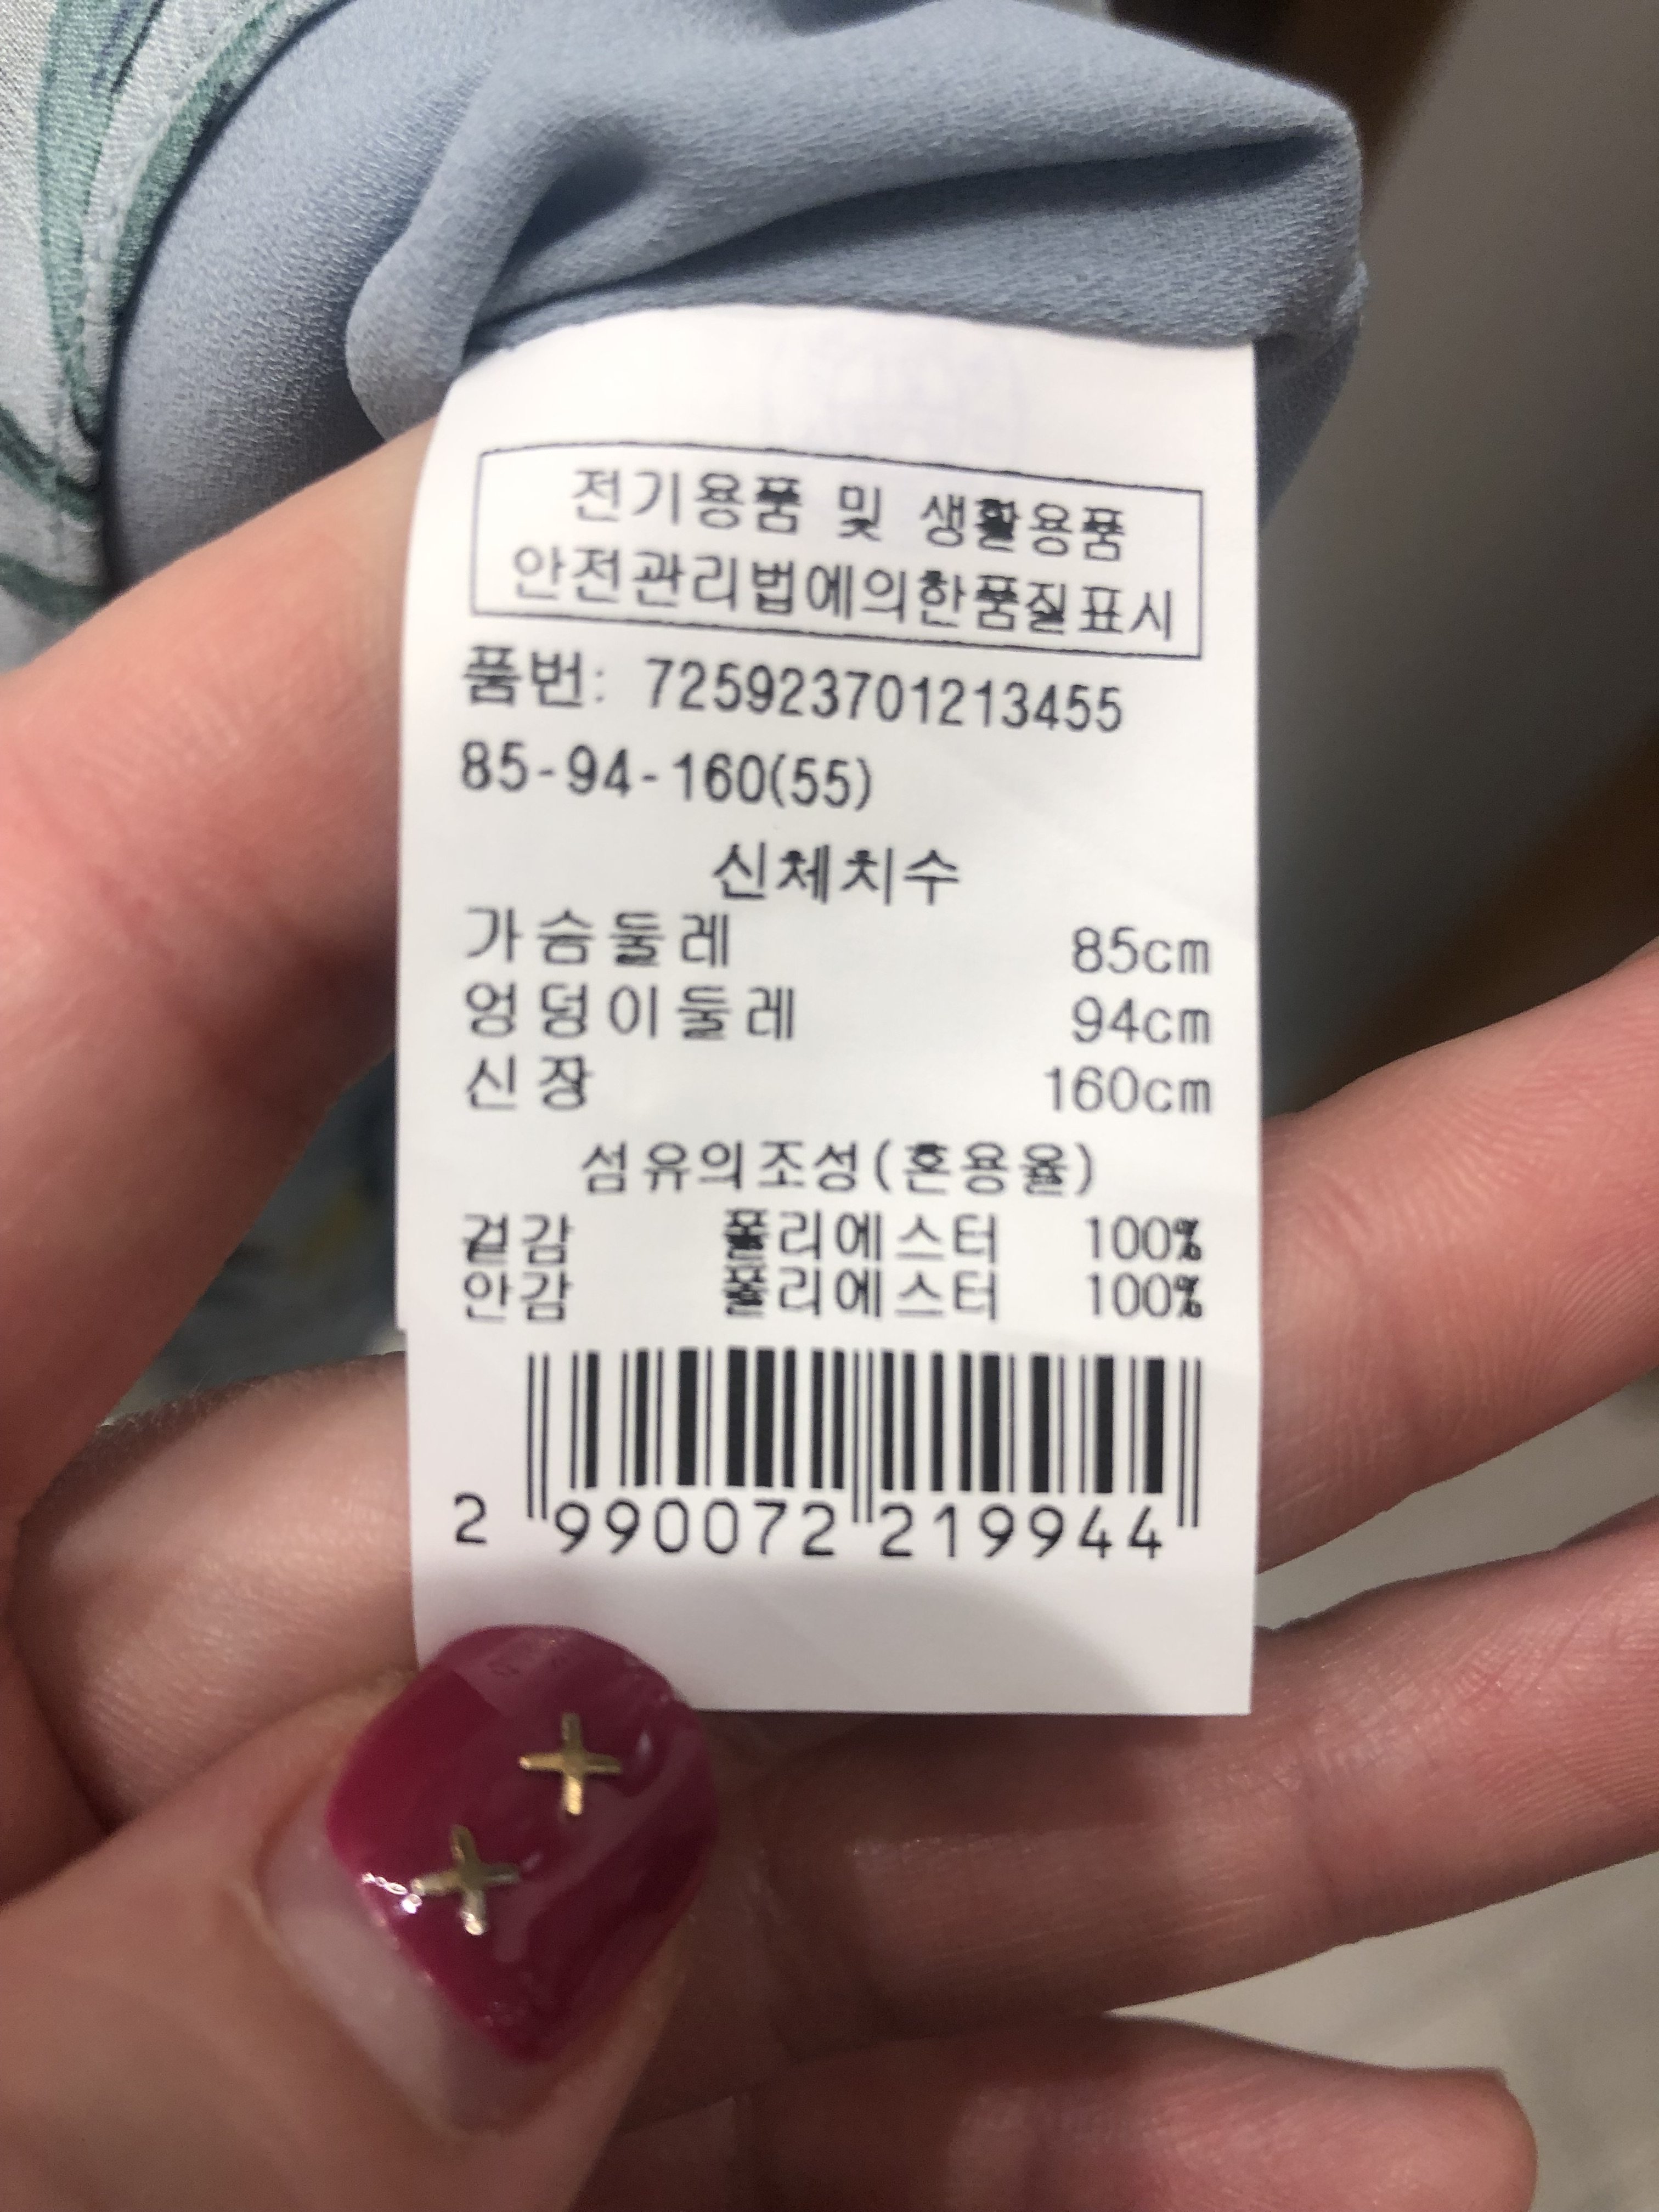 전기용품 및 생활용품
안전관리법에의한품질표시
품번: 725923701213455
85-94-160(55)
신체치수
가슴둘레 85cm
엉덩이둘레 94cm
신장 160cm
섬유의조성(혼용율)
겉감 폴리에스터 100%
안감 폴리에스터 100%
2 990072 219944